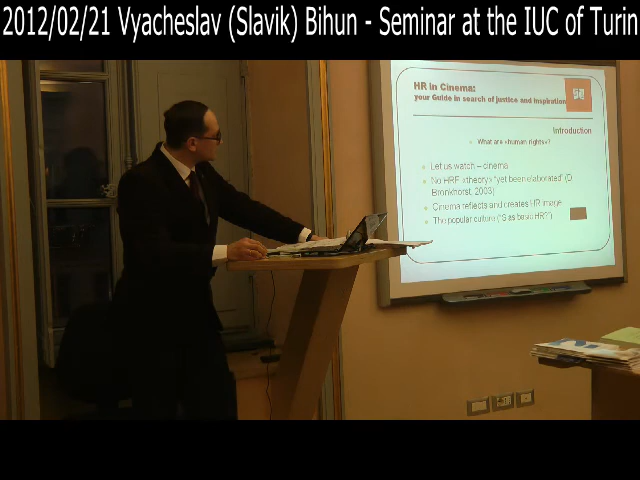 2012/02/21 Vyacheslav (Slavik) Bihun - Seminar at the IUC of Turin
HR in Cinema:
your Guide in search of justice and inspiration
Introduction
What are «human rights»?
Let us watch – cinema
No HRF «theory» "yet been elaborated" (D.
Bronkhorst, 2003)
Cinema reflects and creates HR image
The popular culture ("S as basic HR?")